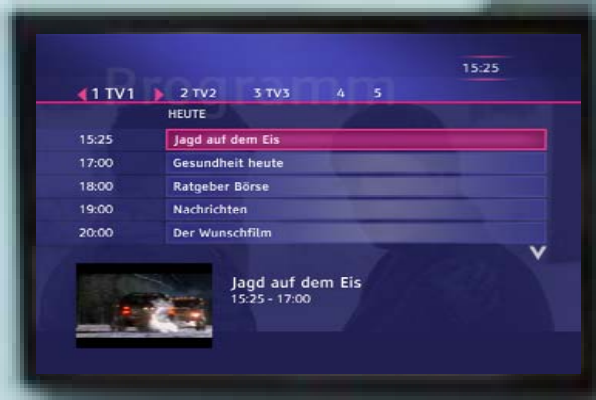 Programm
15:25
1 TV1 2 TV2 3 TV3 4 5
HEUTE
15:25 Jagd auf dem Eis
17:00 Gesundheit heute
18:00 Ratgeber Börse
19:00 Nachrichten
20:00 Der Wunschfilm
Jagd auf dem Eis
15:25 - 17:00